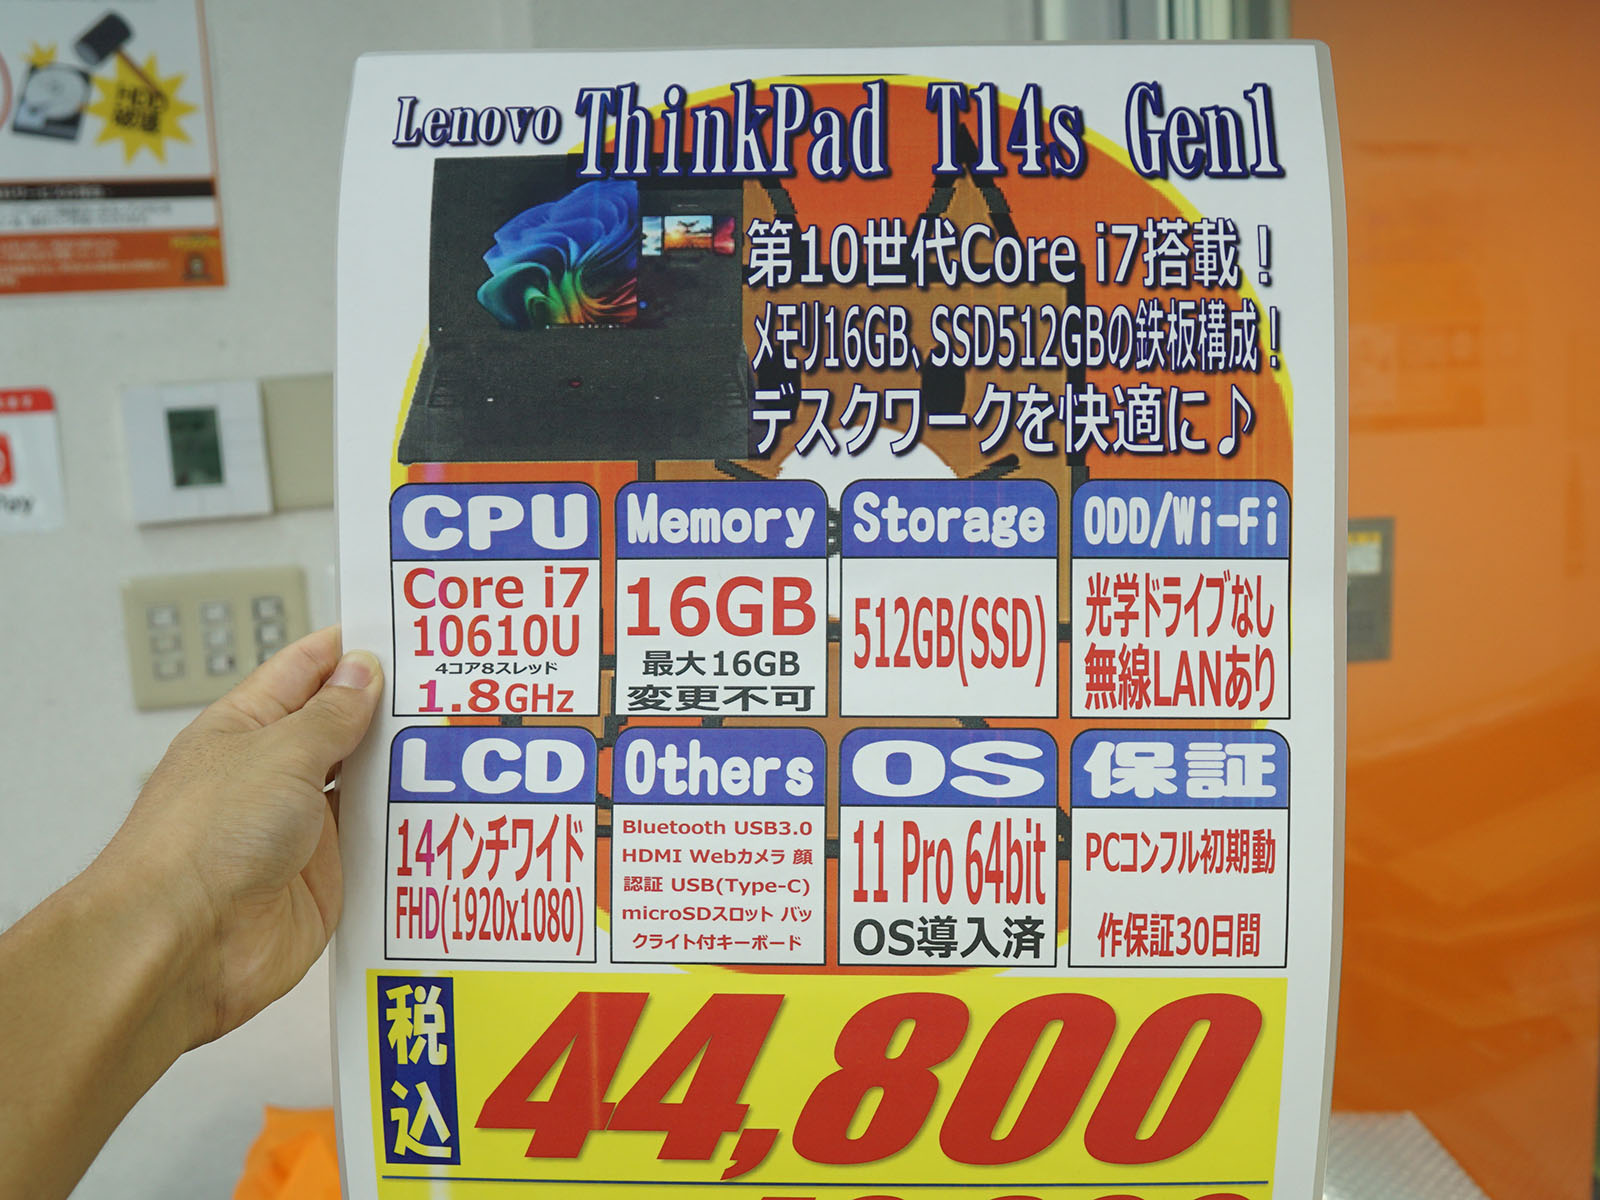 Lenovo ThinkPad T14s Gen1
第10世代Core i7搭載！
メモリ16GB、SSD512GBの鉄板構成！
デスクワークを快適に♪
CPU
Core i7
10610U
4コア8スレッド
1.8GHz
Memory
16GB
最大16GB
変更不可
Storage
512GB(SSD)
ODD/Wi-Fi
光学ドライブなし
無線LANあり
LCD
14インチワイド
FHD(1920x1080)
Others
Bluetooth USB3.0
HDMI Webカメラ 顔
認証 USB(Type-C)
microSDスロット バッ
クライト付キーボード
OS
11 Pro 64bit
OS導入済
保証
PCコンフル初期動
作保証30日間
税込
44,800
HDD
Pay